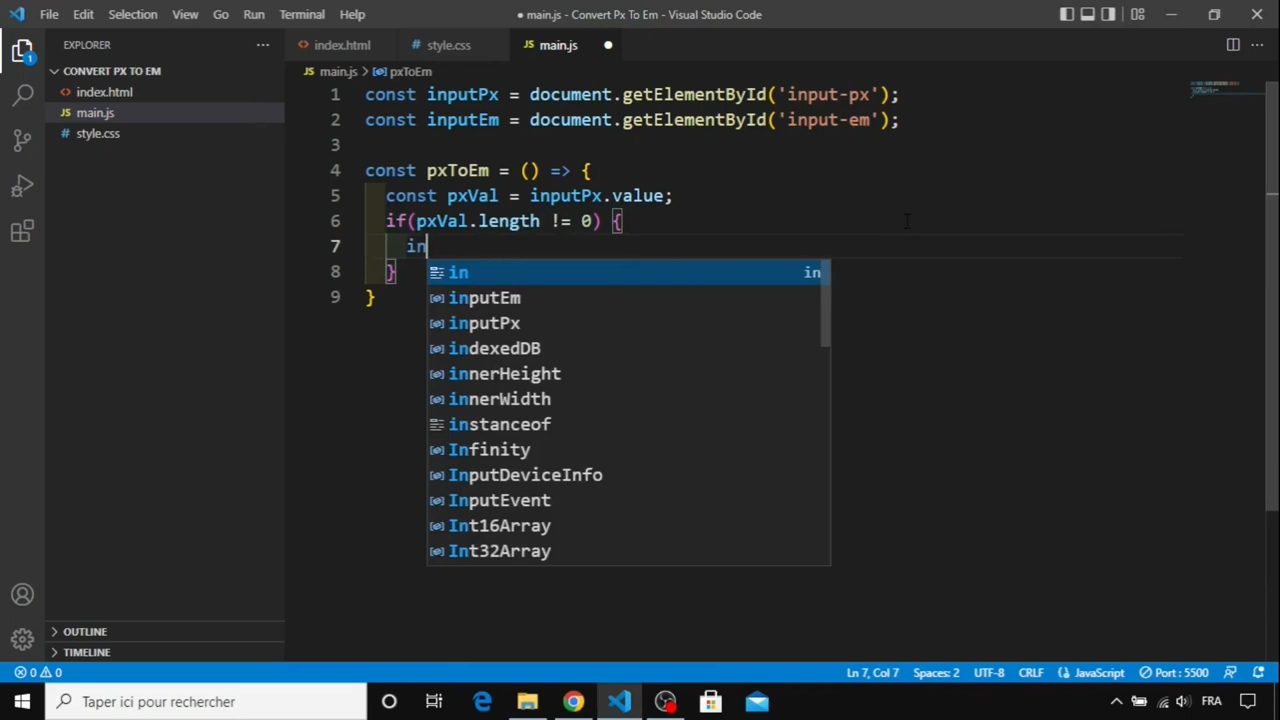 File Edit Selection View Go Run Terminal Help ● main.js - Convert Px To Em - Visual Studio Code
EXPLORER ··· index.html style.css main.js ●
CONVERT PX TO EM
index.html
main.js
style.css
OUTLINE
TIMELINE
JS main.js > pxToEm
1 const inputPx = document.getElementById('input-px');
2 const inputEm = document.getElementById('input-em');
3
4 const pxToEm = () => {
5 const pxVal = inputPx.value;
6 if(pxVal.length != 0) {
7 in
8 }
9 }
in in
inputEm
inputPx
indexedDB
innerHeight
innerWidth
instanceof
Infinity
InputDeviceInfo
InputEvent
Int16Array
Int32Array
0 0 Ln 7, Col 7 Spaces: 2 UTF-8 CRLF {} JavaScript Port : 5500
Taper ici pour rechercher FRA